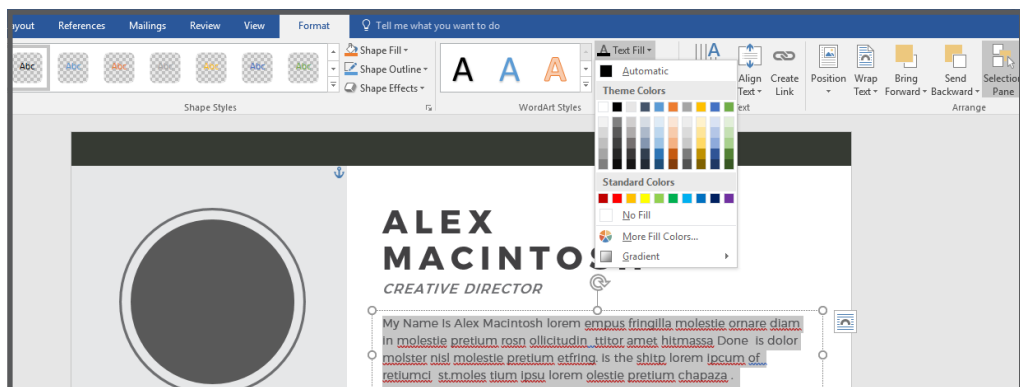 yout References Mailings Review View Format Tell me what you want to do
Abc Abc Abc Abc Abc Abc Abc
Shape Fill
Shape Outline
Shape Effects
Shape Styles
A A A
WordArt Styles
A Text Fill
Automatic
Theme Colors
Standard Colors
No Fill
More Fill Colors...
Gradient
A
Align
Text
Create
Link
ext
Position
Wrap
Text
Bring
Forward
Send
Backward
Selection
Pane
Arrange
ALEX
MACINTOSH
CREATIVE DIRECTOR
My Name Is Alex Macintosh lorem empus fringilla molestie ornare diam
in molestie pretium rosn ollicitudin ttitor amet hitmassa Done is dolor
molster nisl molestie pretium etfring. Is the shitp lorem ipcum of
retiumci st.moles tium ipsu lorem olestie pretium chapaza .